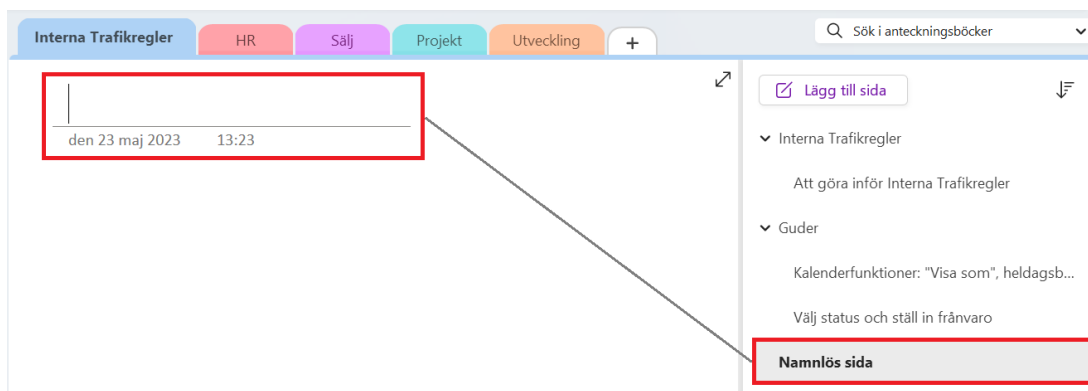 Interna Trafikregler HR Sälj Projekt Utveckling + Sök i anteckningsböcker
den 23 maj 2023 13:23
Lägg till sida
Interna Trafikregler
Att göra inför Interna Trafikregler
Guder
Kalenderfunktioner: "Visa som", heldagsb...
Välj status och ställ in frånvaro
Namnlös sida